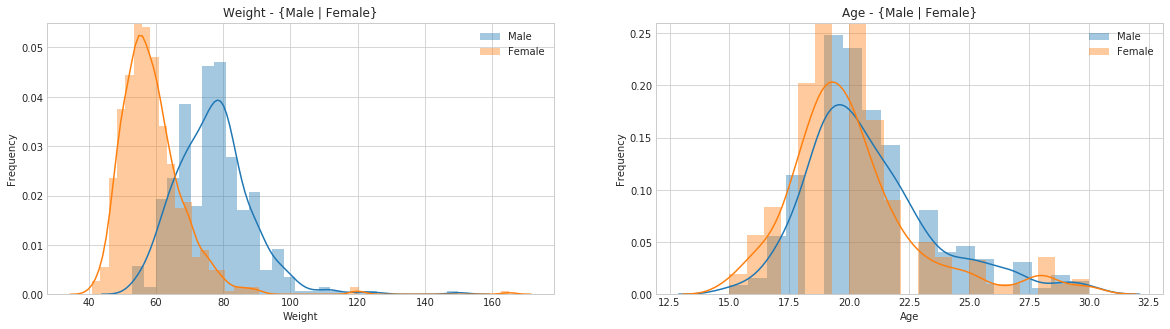 Weight - {Male | Female}
0.05
0.04
0.03
0.02
0.01
0.00
Frequency
40
60
80
100
120
140
160
Weight
Male
Female
Age - {Male | Female}
0.25
0.20
0.15
0.10
0.05
0.00
Frequency
12.5
15.0
17.5
20.0
22.5
25.0
27.5
30.0
32.5
Age
Male
Female